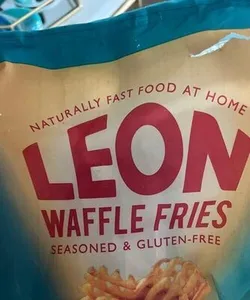 NATURALLY FAST FOOD AT HOME
LEON
WAFFLE FRIES
SEASONED & GLUTEN-FREE